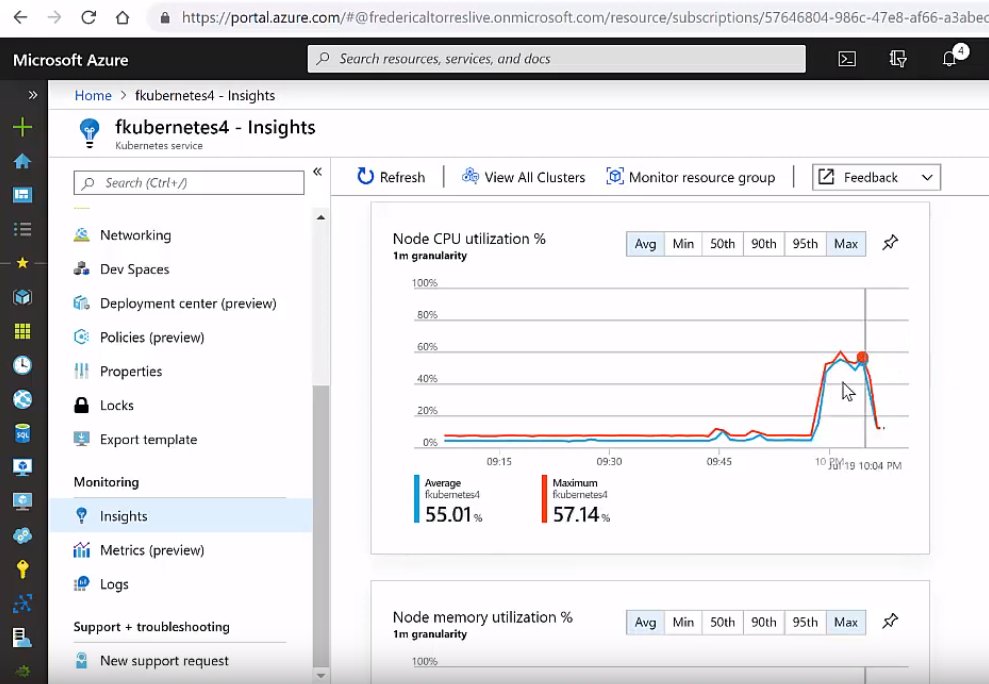 https://portal.azure.com/#@fredericaltorreslive.onmicrosoft.com/resource/subscriptions/57646804-986c-47e8-af66-a3abec
Microsoft Azure
Search resources, services, and docs
4
Home > fkubernetes4 - Insights
fkubernetes4 - Insights
Kubernetes service
Search (Ctrl+/)
«
Refresh
View All Clusters
Monitor resource group
Feedback
Networking
Dev Spaces
Deployment center (preview)
Policies (preview)
Properties
Locks
Export template
Monitoring
Insights
Metrics (preview)
Logs
Support + troubleshooting
New support request
SQL
Node CPU utilization %
1m granularity
Avg Min 50th 90th 95th Max
100%
80%
60%
40%
20%
0%
09:15 09:30 09:45 10 PM
Jul 19 10:04 PM
Average
fkubernetes4
55.01 %
Maximum
fkubernetes4
57.14 %
Node memory utilization %
1m granularity
Avg Min 50th 90th 95th Max
100%